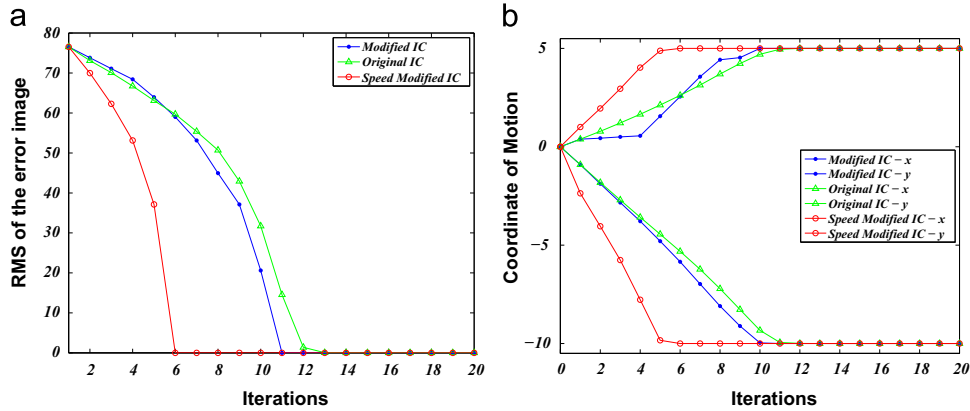 a
80
70
60
50
40
30
20
10
0
2 4 6 8 10 12 14 16 18 20
RMS of the error image
Iterations
Modified IC
Original IC
Speed Modified IC
b
5
0
−5
−10
0 2 4 6 8 10 12 14 16 18 20
Coordinate of Motion
Iterations
Modified IC − x
Modified IC − y
Original IC − x
Original IC − y
Speed Modified IC − x
Speed Modified IC − y